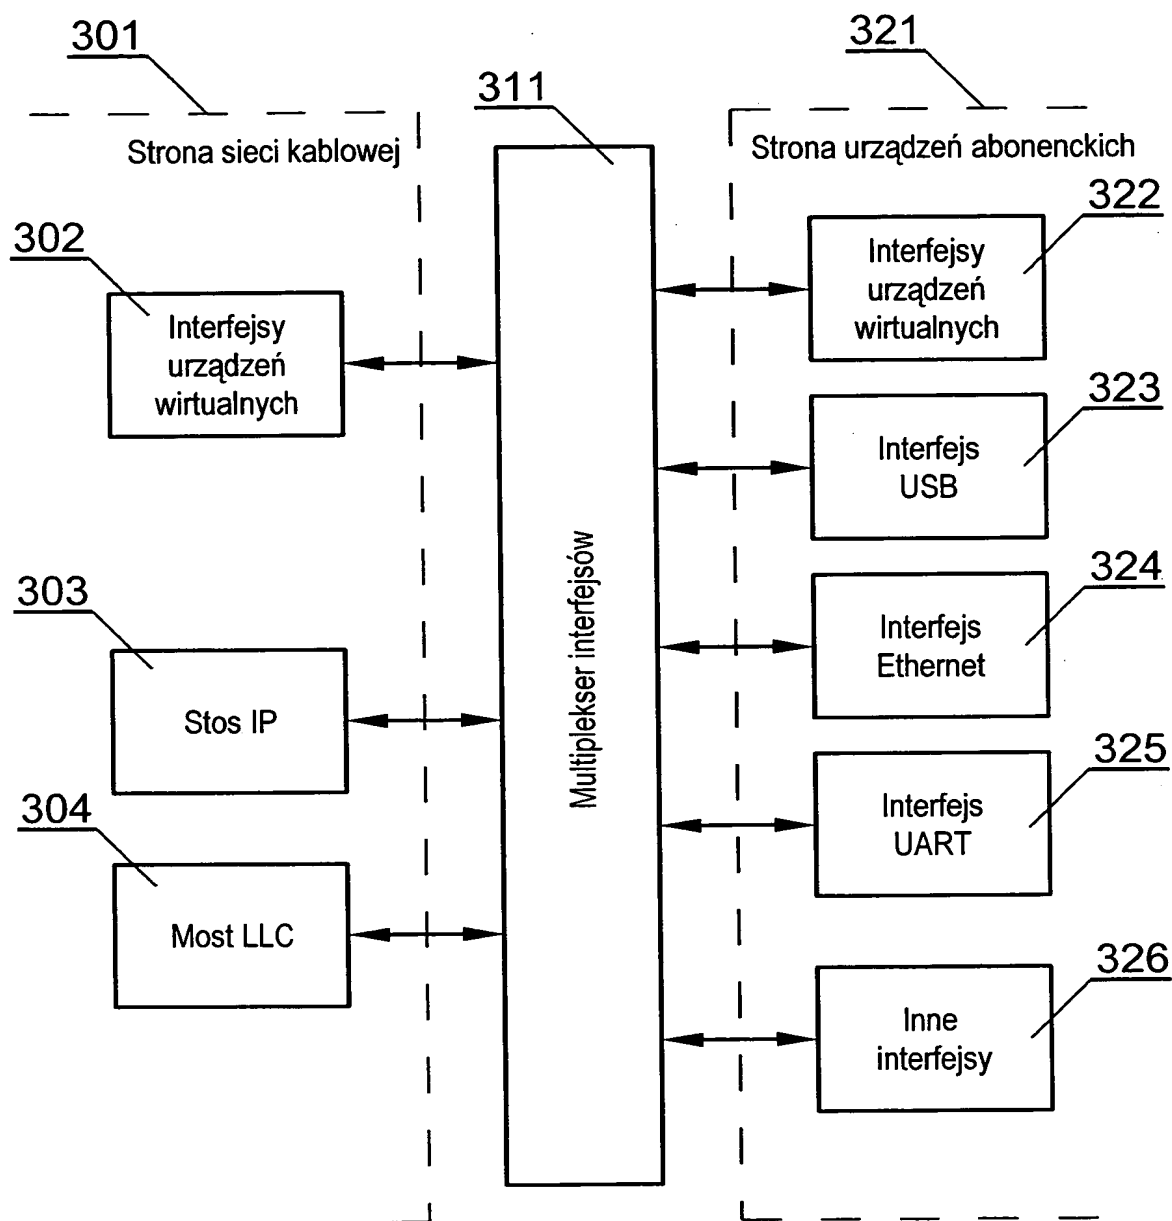 301
321
311
Strona sieci kablowej
Strona urządzeń abonenckich
322
302
Interfejsy
urządzeń
wirtualnych
Interfejsy
urządzeń
wirtualnych
323
Interfejs
USB
Multiplekser interfejsów
324
303
Interfejs
Ethernet
Stos IP
325
304
Interfejs
UART
Most LLC
326
Inne
interfejsy